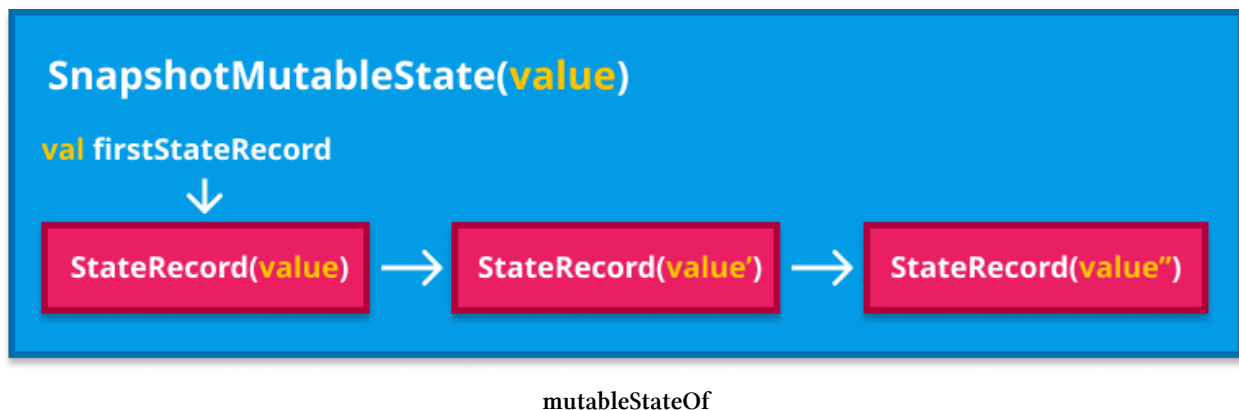 SnapshotMutableState(value)
val firstStateRecord
StateRecord(value) StateRecord(value’) StateRecord(value’’)
mutableStateOf